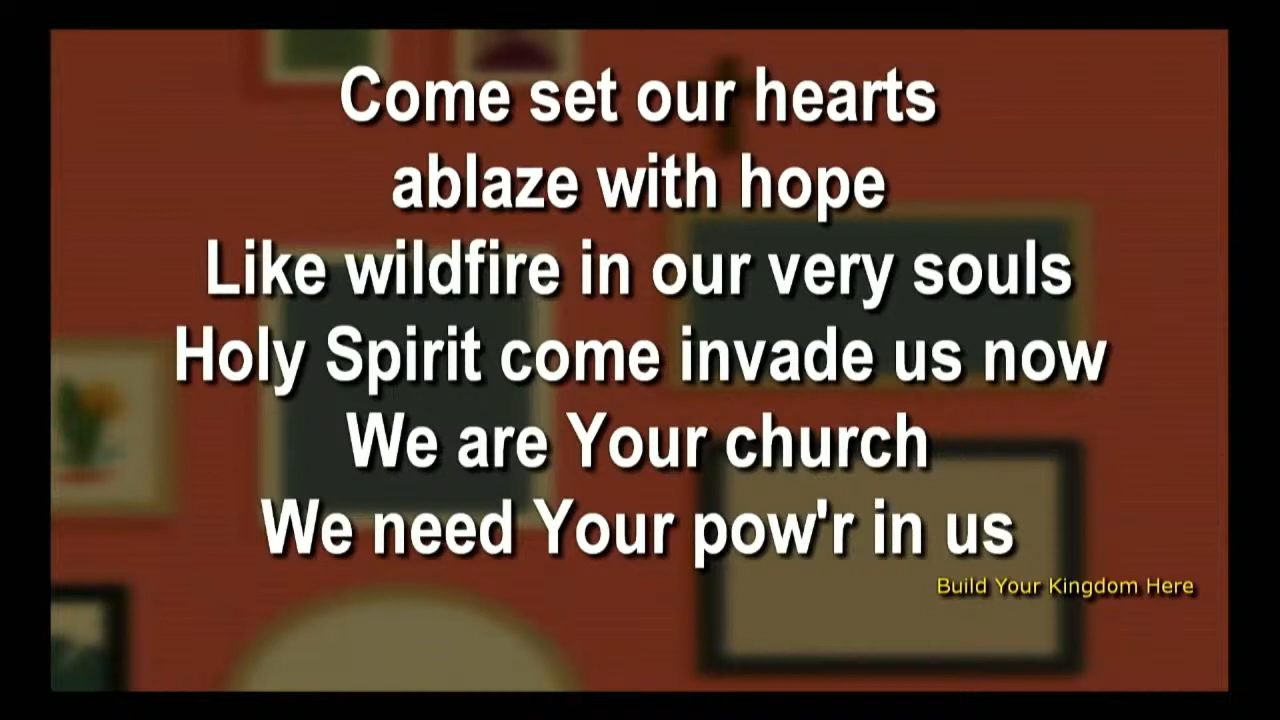 Come set our hearts
ablaze with hope
Like wildfire in our very souls
Holy Spirit come invade us now
We are Your church
We need Your pow'r in us
Build Your Kingdom Here